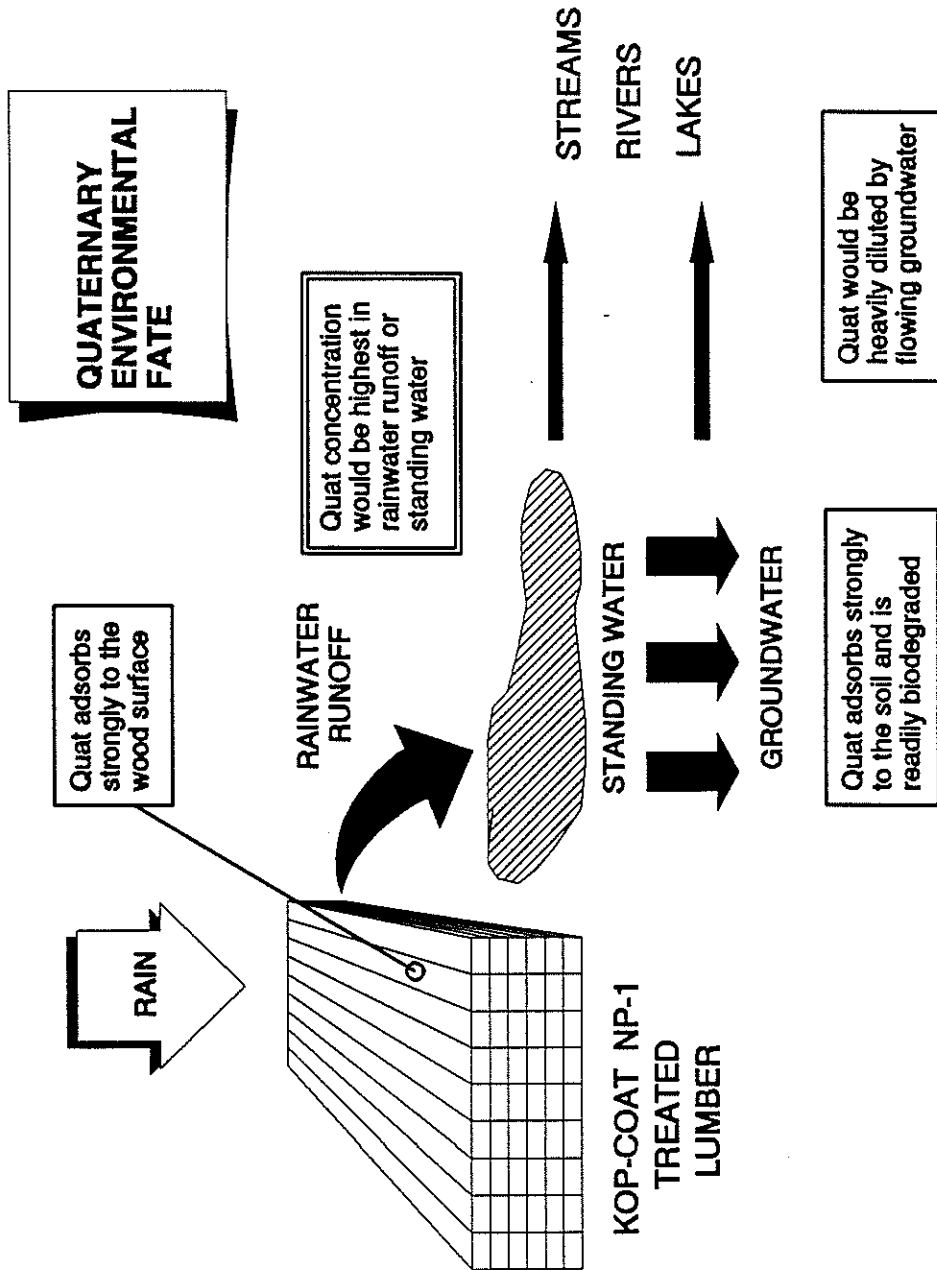 QUATERNARY
ENVIRONMENTAL
FATE
RAIN
Quat adsorbs
strongly to the
wood surface
RAINWATER
RUNOFF
Quat concentration
would be highest in
rainwater runoff or
standing water
KOP-COAT NP-1
TREATED
LUMBER
STANDING WATER
GROUNDWATER
STREAMS
RIVERS
LAKES
Quat adsorbs strongly
to the soil and is
readily biodegraded
Quat would be
heavily diluted by
flowing groundwater